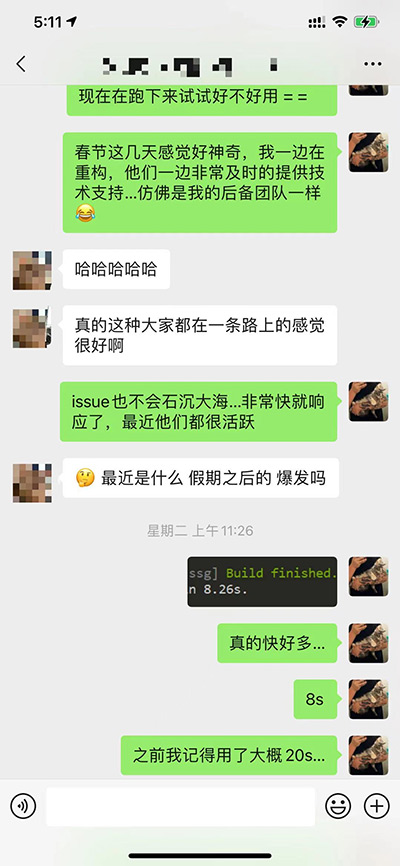 5:11
现在在跑下来试试好不好用 = =
春节这几天感觉好神奇，我一边在
重构，他们一边非常及时的提供技
术支持...仿佛是我的后备团队一样
😂
哈哈哈哈哈
真的这种大家都在一条路上的感觉
很好啊
issue也不会石沉大海...非常快就响
应了，最近他们都很活跃
🤔 最近是什么 假期之后的 爆发吗
星期二 上午11:26
ssg] Build finished.
n 8.26s.
真的快好多...
8s
之前我记得用了大概 20s...